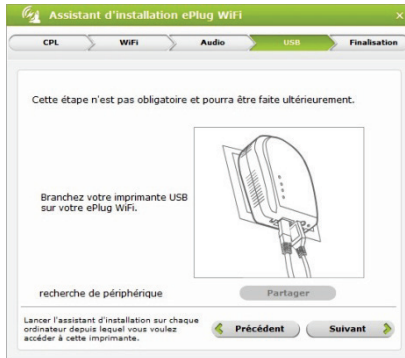 Assistant d'installation ePlug WiFi
CPL
WiFi
Audio
USB
Finalisation
Cette étape n'est pas obligatoire et pourra être faite ultérieurement.
Branchez votre imprimante USB
sur votre ePlug WiFi.
recherche de périphérique
Partager
Lancer l'assistant d'installation sur chaque
ordinateur depuis lequel vous voulez
accéder à cette imprimante.
Précédent
Suivant